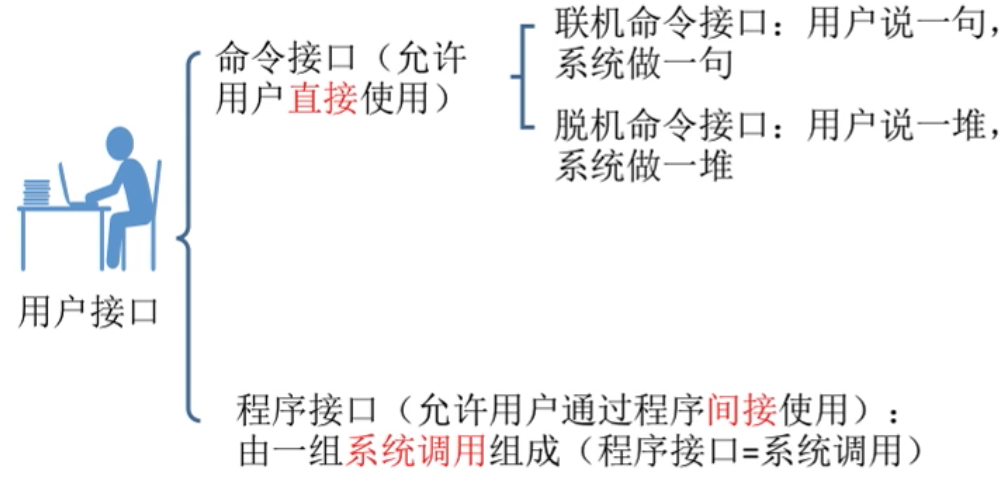 用户接口
命令接口（允许
用户直接使用）
联机命令接口：用户说一句，
系统做一句
脱机命令接口：用户说一堆，
系统做一堆
程序接口（允许用户通过程序间接使用）：
由一组系统调用组成（程序接口=系统调用）